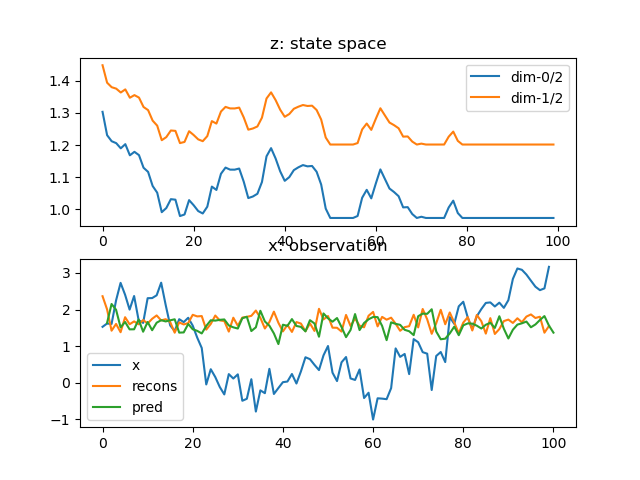 z: state space
1.4
1.3
1.2
1.1
1.0
dim-0/2
dim-1/2
0 20 40 60 80 100
x: observation
3
2
1
0
−1
x
recons
pred
0 20 40 60 80 100